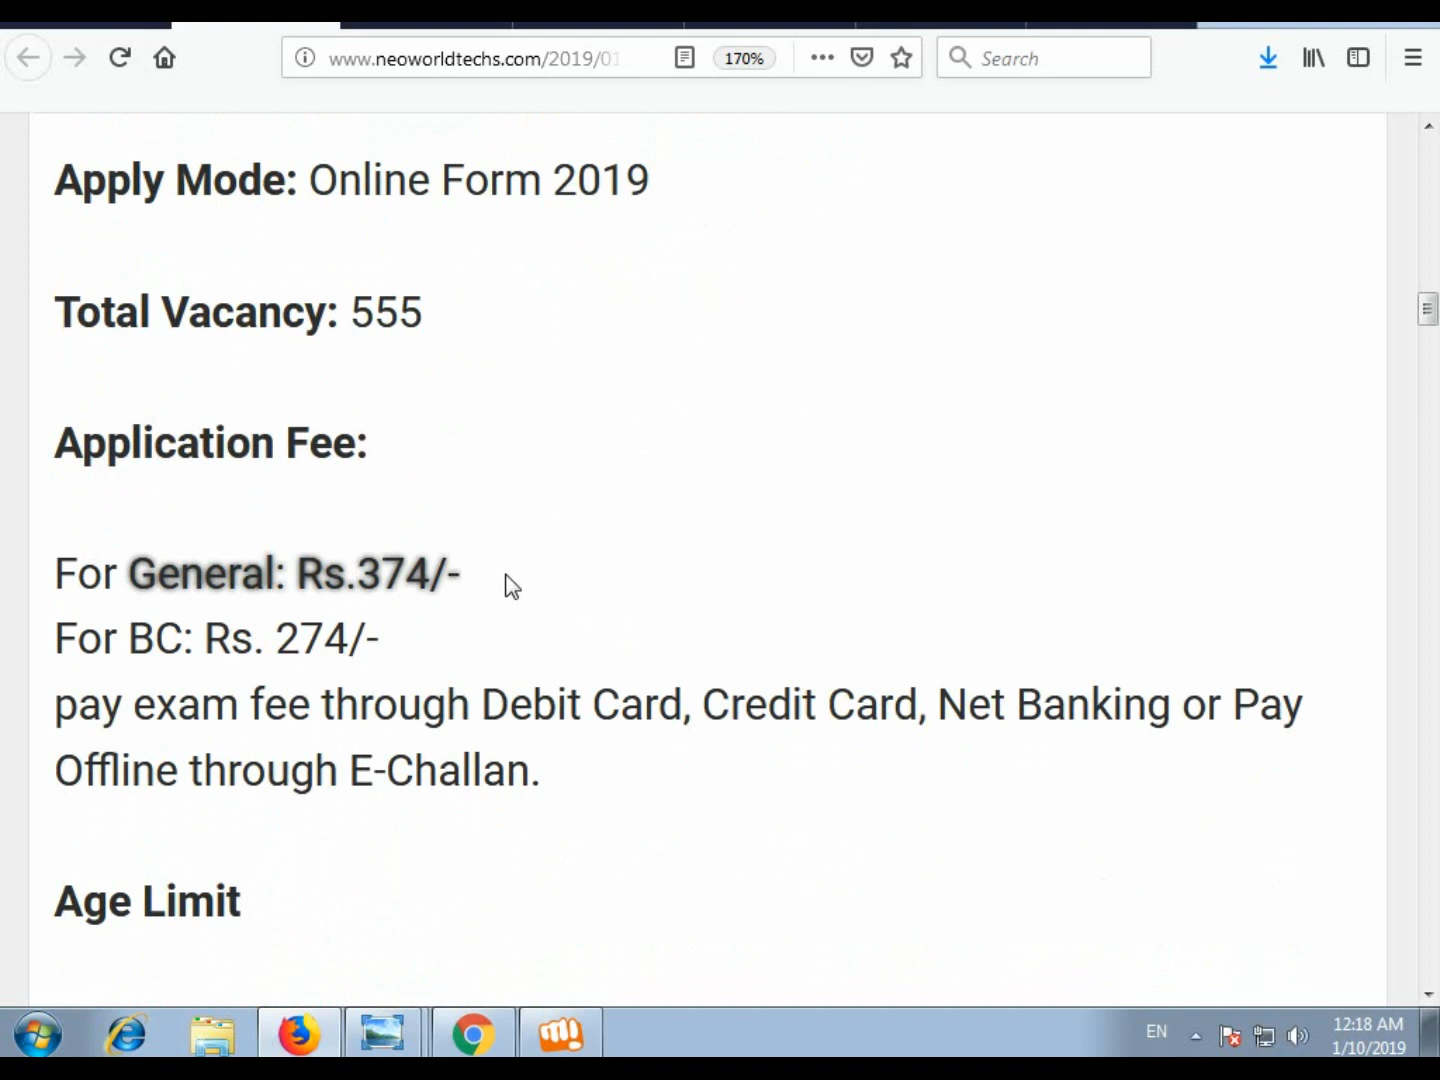 www.neoworldtechs.com/2019/01
170%
Search
Apply Mode: Online Form 2019
Total Vacancy: 555
Application Fee:
For General: Rs.374/-
For BC: Rs. 274/-
pay exam fee through Debit Card, Credit Card, Net Banking or Pay
Offline through E-Challan.
Age Limit
EN
12:18 AM
1/10/2019